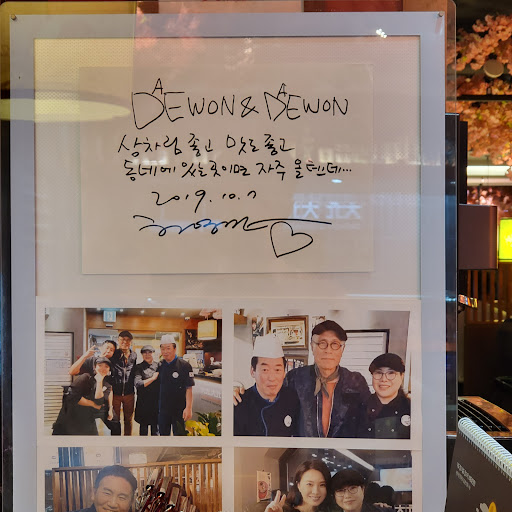 DAEWON & DAEWON
상차림 좋고 맛도 좋고
동네에 있는곳이면 자주 올텐데...
2019.10.7